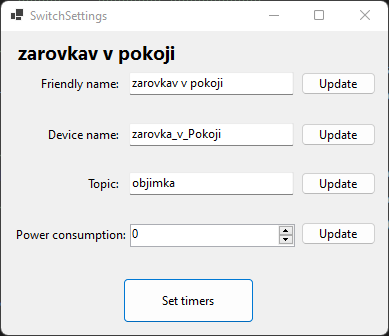 SwitchSettings
zarovkav v pokoji
Friendly name: zarovkav v pokoji Update
Device name: zarovka_v_Pokoji Update
Topic: objimka Update
Power consumption: 0 Update
Set timers